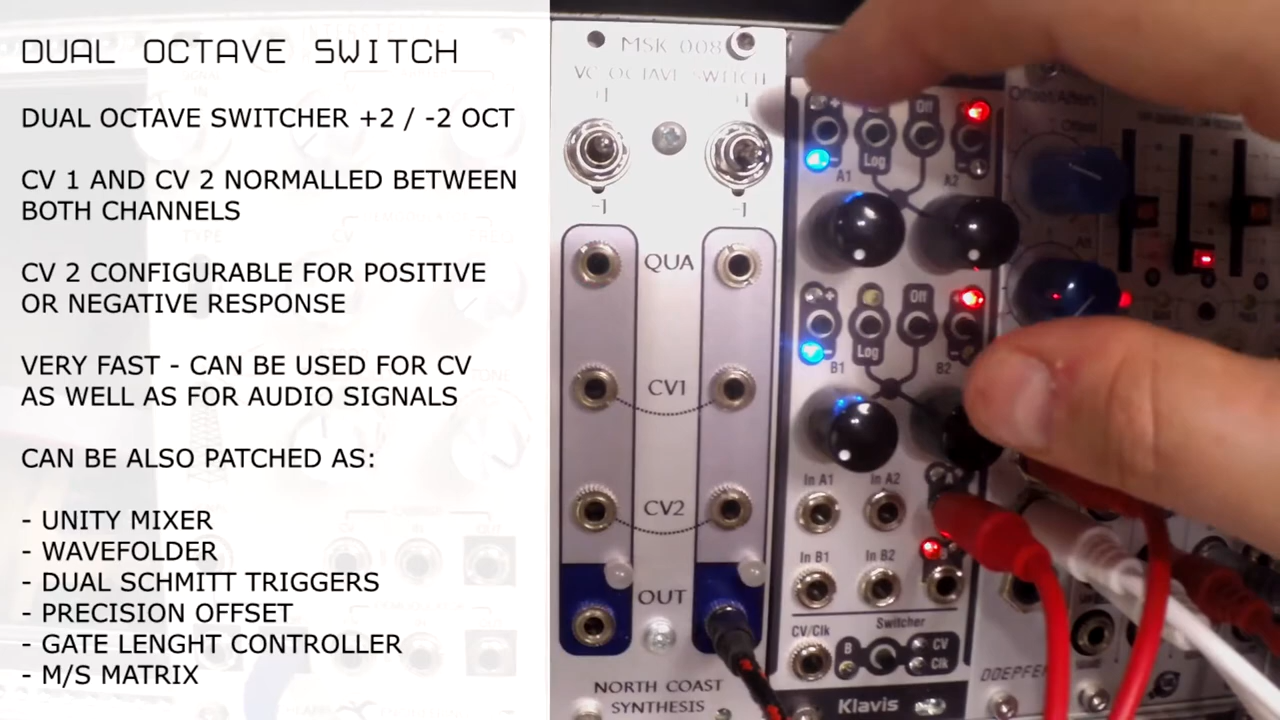 DUAL OCTAVE SWITCH
DUAL OCTAVE SWITCHER +2 / -2 OCT
CV 1 AND CV 2 NORMALLED BETWEEN
BOTH CHANNELS
CV 2 CONFIGURABLE FOR POSITIVE
OR NEGATIVE RESPONSE
VERY FAST - CAN BE USED FOR CV
AS WELL AS FOR AUDIO SIGNALS
CAN BE ALSO PATCHED AS:
- UNITY MIXER
- WAVEFOLDER
- DUAL SCHMITT TRIGGERS
- PRECISION OFFSET
- GATE LENGHT CONTROLLER
- M/S MATRIX
MSK 008
VC OCTAVE SWITCH
+1 +1
-1 -1
QUA
CV1
CV2
OUT
NORTH COAST
SYNTHESIS
+ Off
- Log -
A1 A2
+ Off
- Log
B1 B2
In A1 In A2
In B1 In B2
Switcher
CV/Clk B CV
Clk
Klavis
Offset
DOEPFER